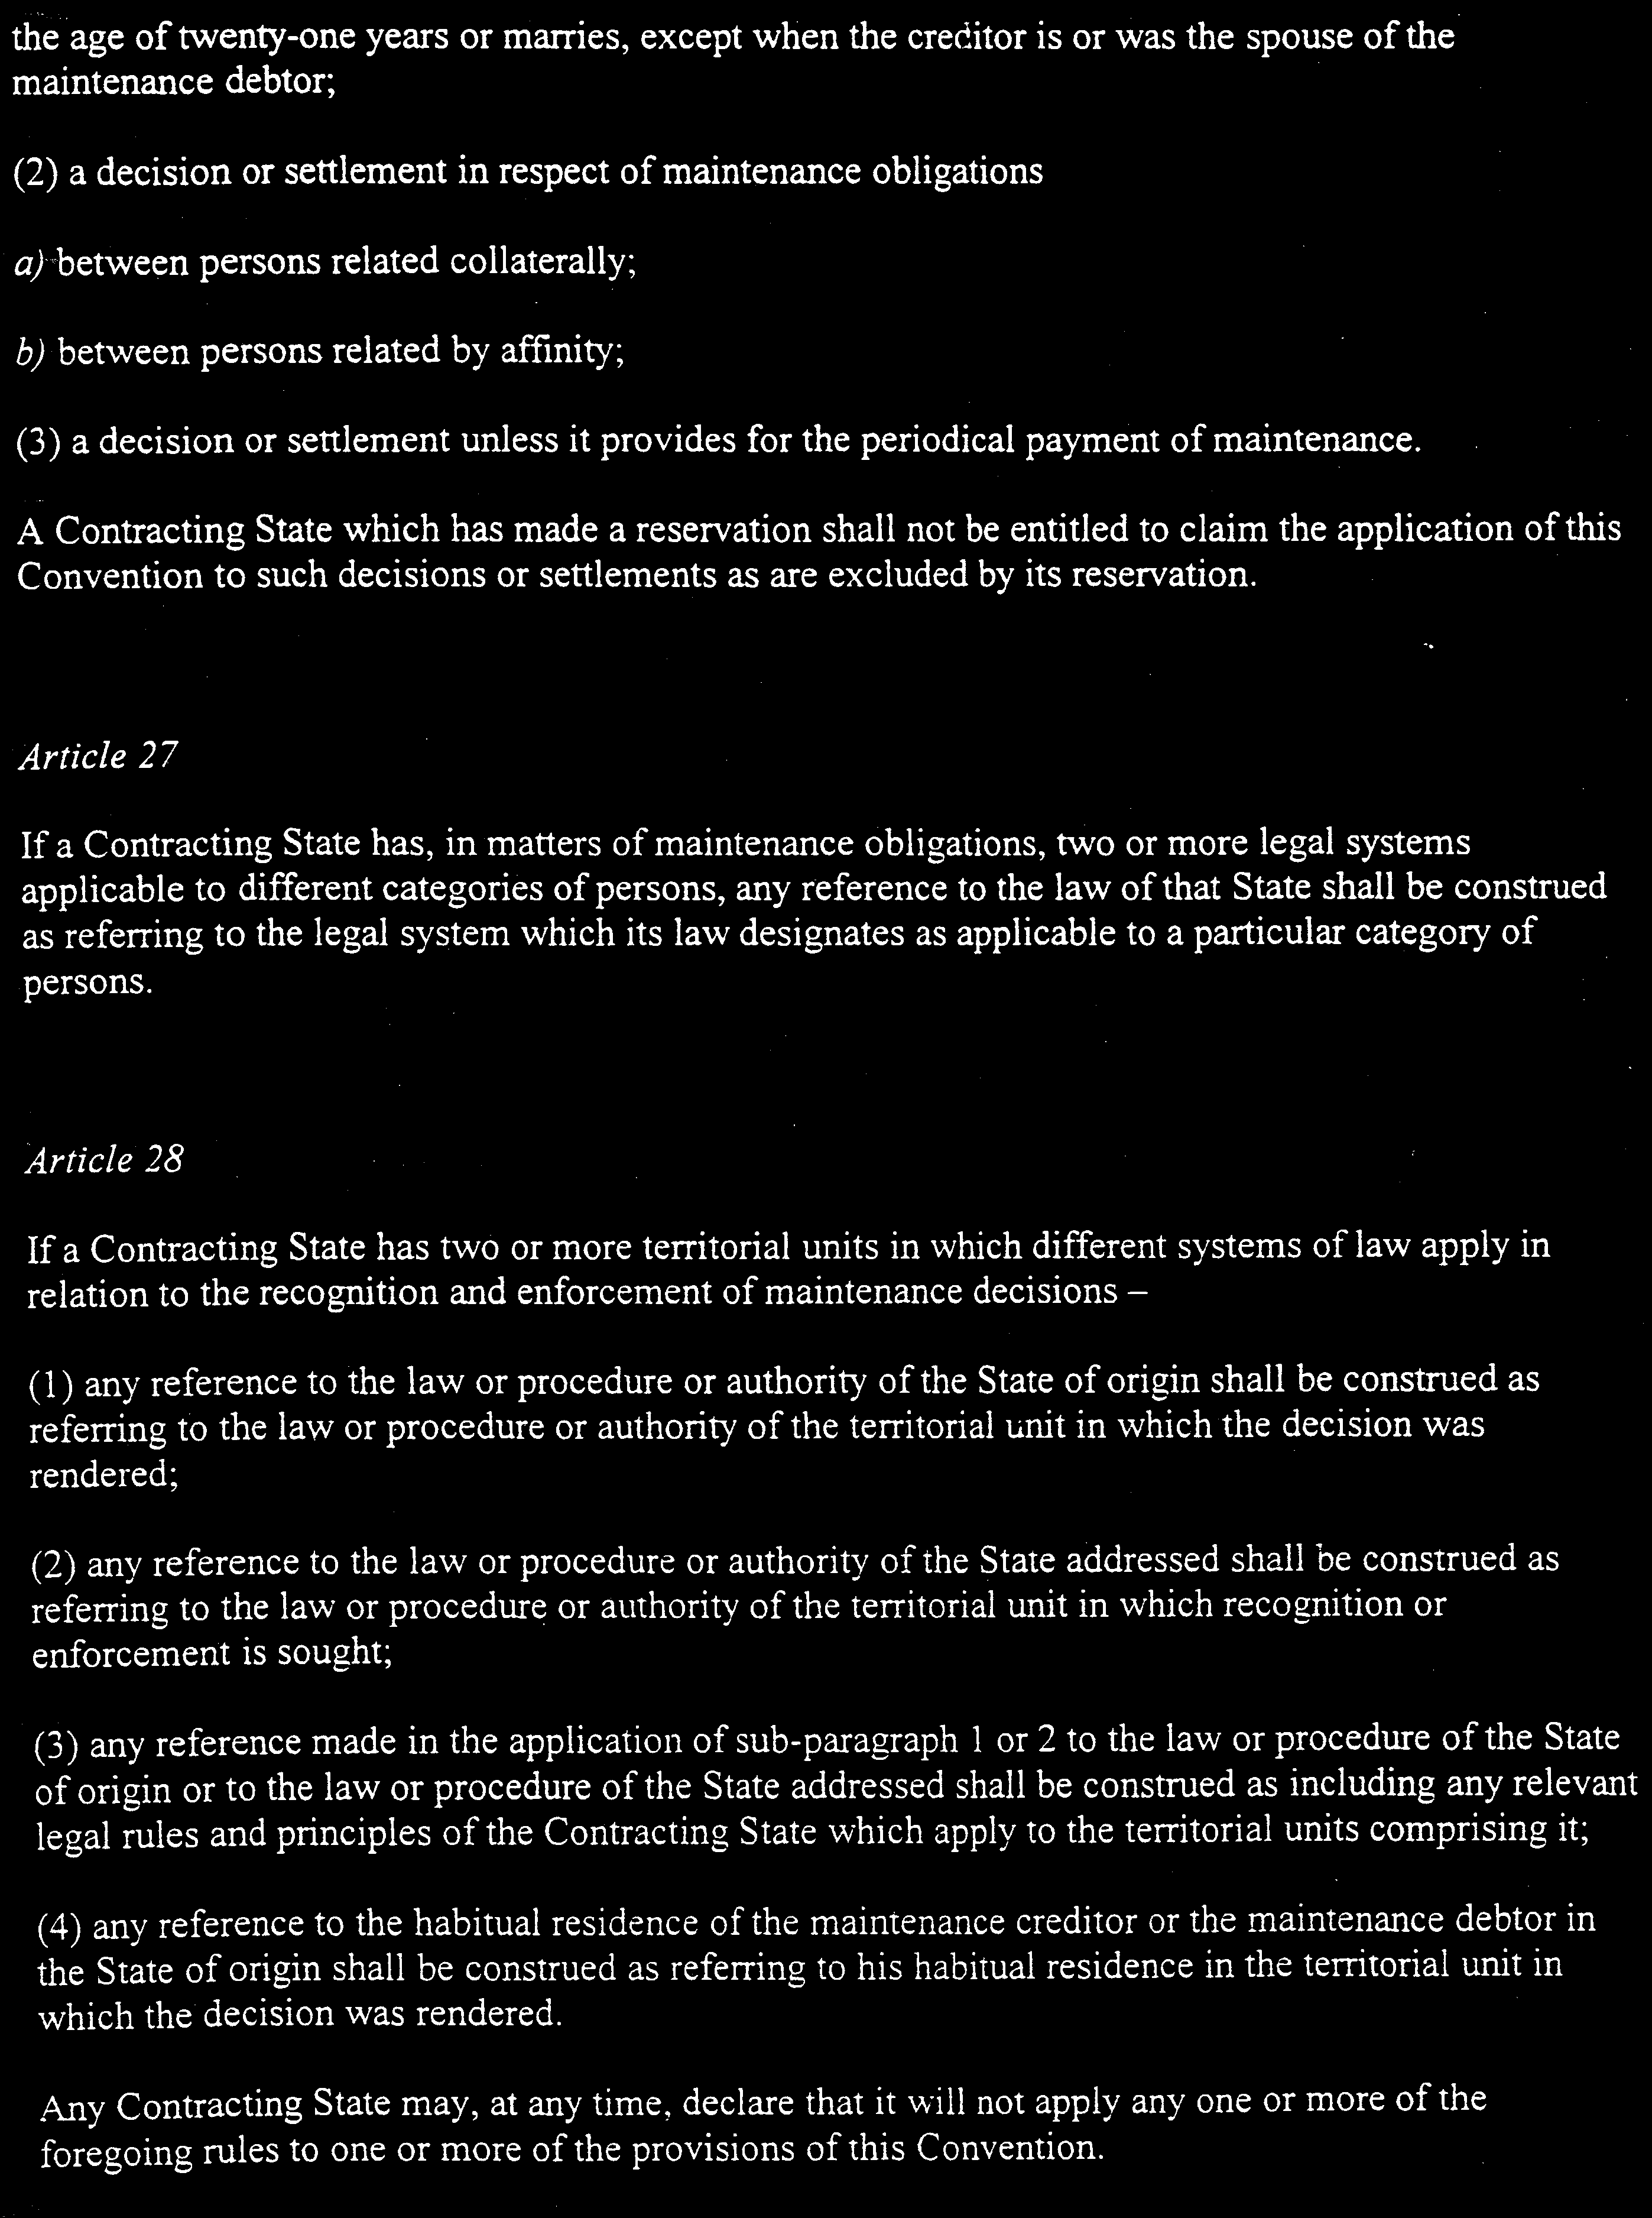 the age of twenty-one years or marries, except when the creditor is or was the spouse of the
maintenance debtor;
(2) a decision or settlement in respect of maintenance obligations
a) between persons related collaterally;
b) between persons related by affinity;
(3) a decision or settlement unless it provides for the periodical payment of maintenance.
A Contracting State which has made a reservation shall not be entitled to claim the application of this
Convention to such decisions or settlements as are excluded by its reservation.
Article 27
If a Contracting State has, in matters of maintenance obligations, two or more legal systems
applicable to different categories of persons, any reference to the law of that State shall be construed
as referring to the legal system which its law designates as applicable to a particular category of
persons.
Article 28
If a Contracting State has two or more territorial units in which different systems of law apply in
relation to the recognition and enforcement of maintenance decisions –
(1) any reference to the law or procedure or authority of the State of origin shall be construed as
referring to the law or procedure or authority of the territorial unit in which the decision was
rendered;
(2) any reference to the law or procedure or authority of the State addressed shall be construed as
referring to the law or procedure or authority of the territorial unit in which recognition or
enforcement is sought;
(3) any reference made in the application of sub-paragraph 1 or 2 to the law or procedure of the State
of origin or to the law or procedure of the State addressed shall be construed as including any relevant
legal rules and principles of the Contracting State which apply to the territorial units comprising it;
(4) any reference to the habitual residence of the maintenance creditor or the maintenance debtor in
the State of origin shall be construed as referring to his habitual residence in the territorial unit in
which the decision was rendered.
Any Contracting State may, at any time, declare that it will not apply any one or more of the
foregoing rules to one or more of the provisions of this Convention.